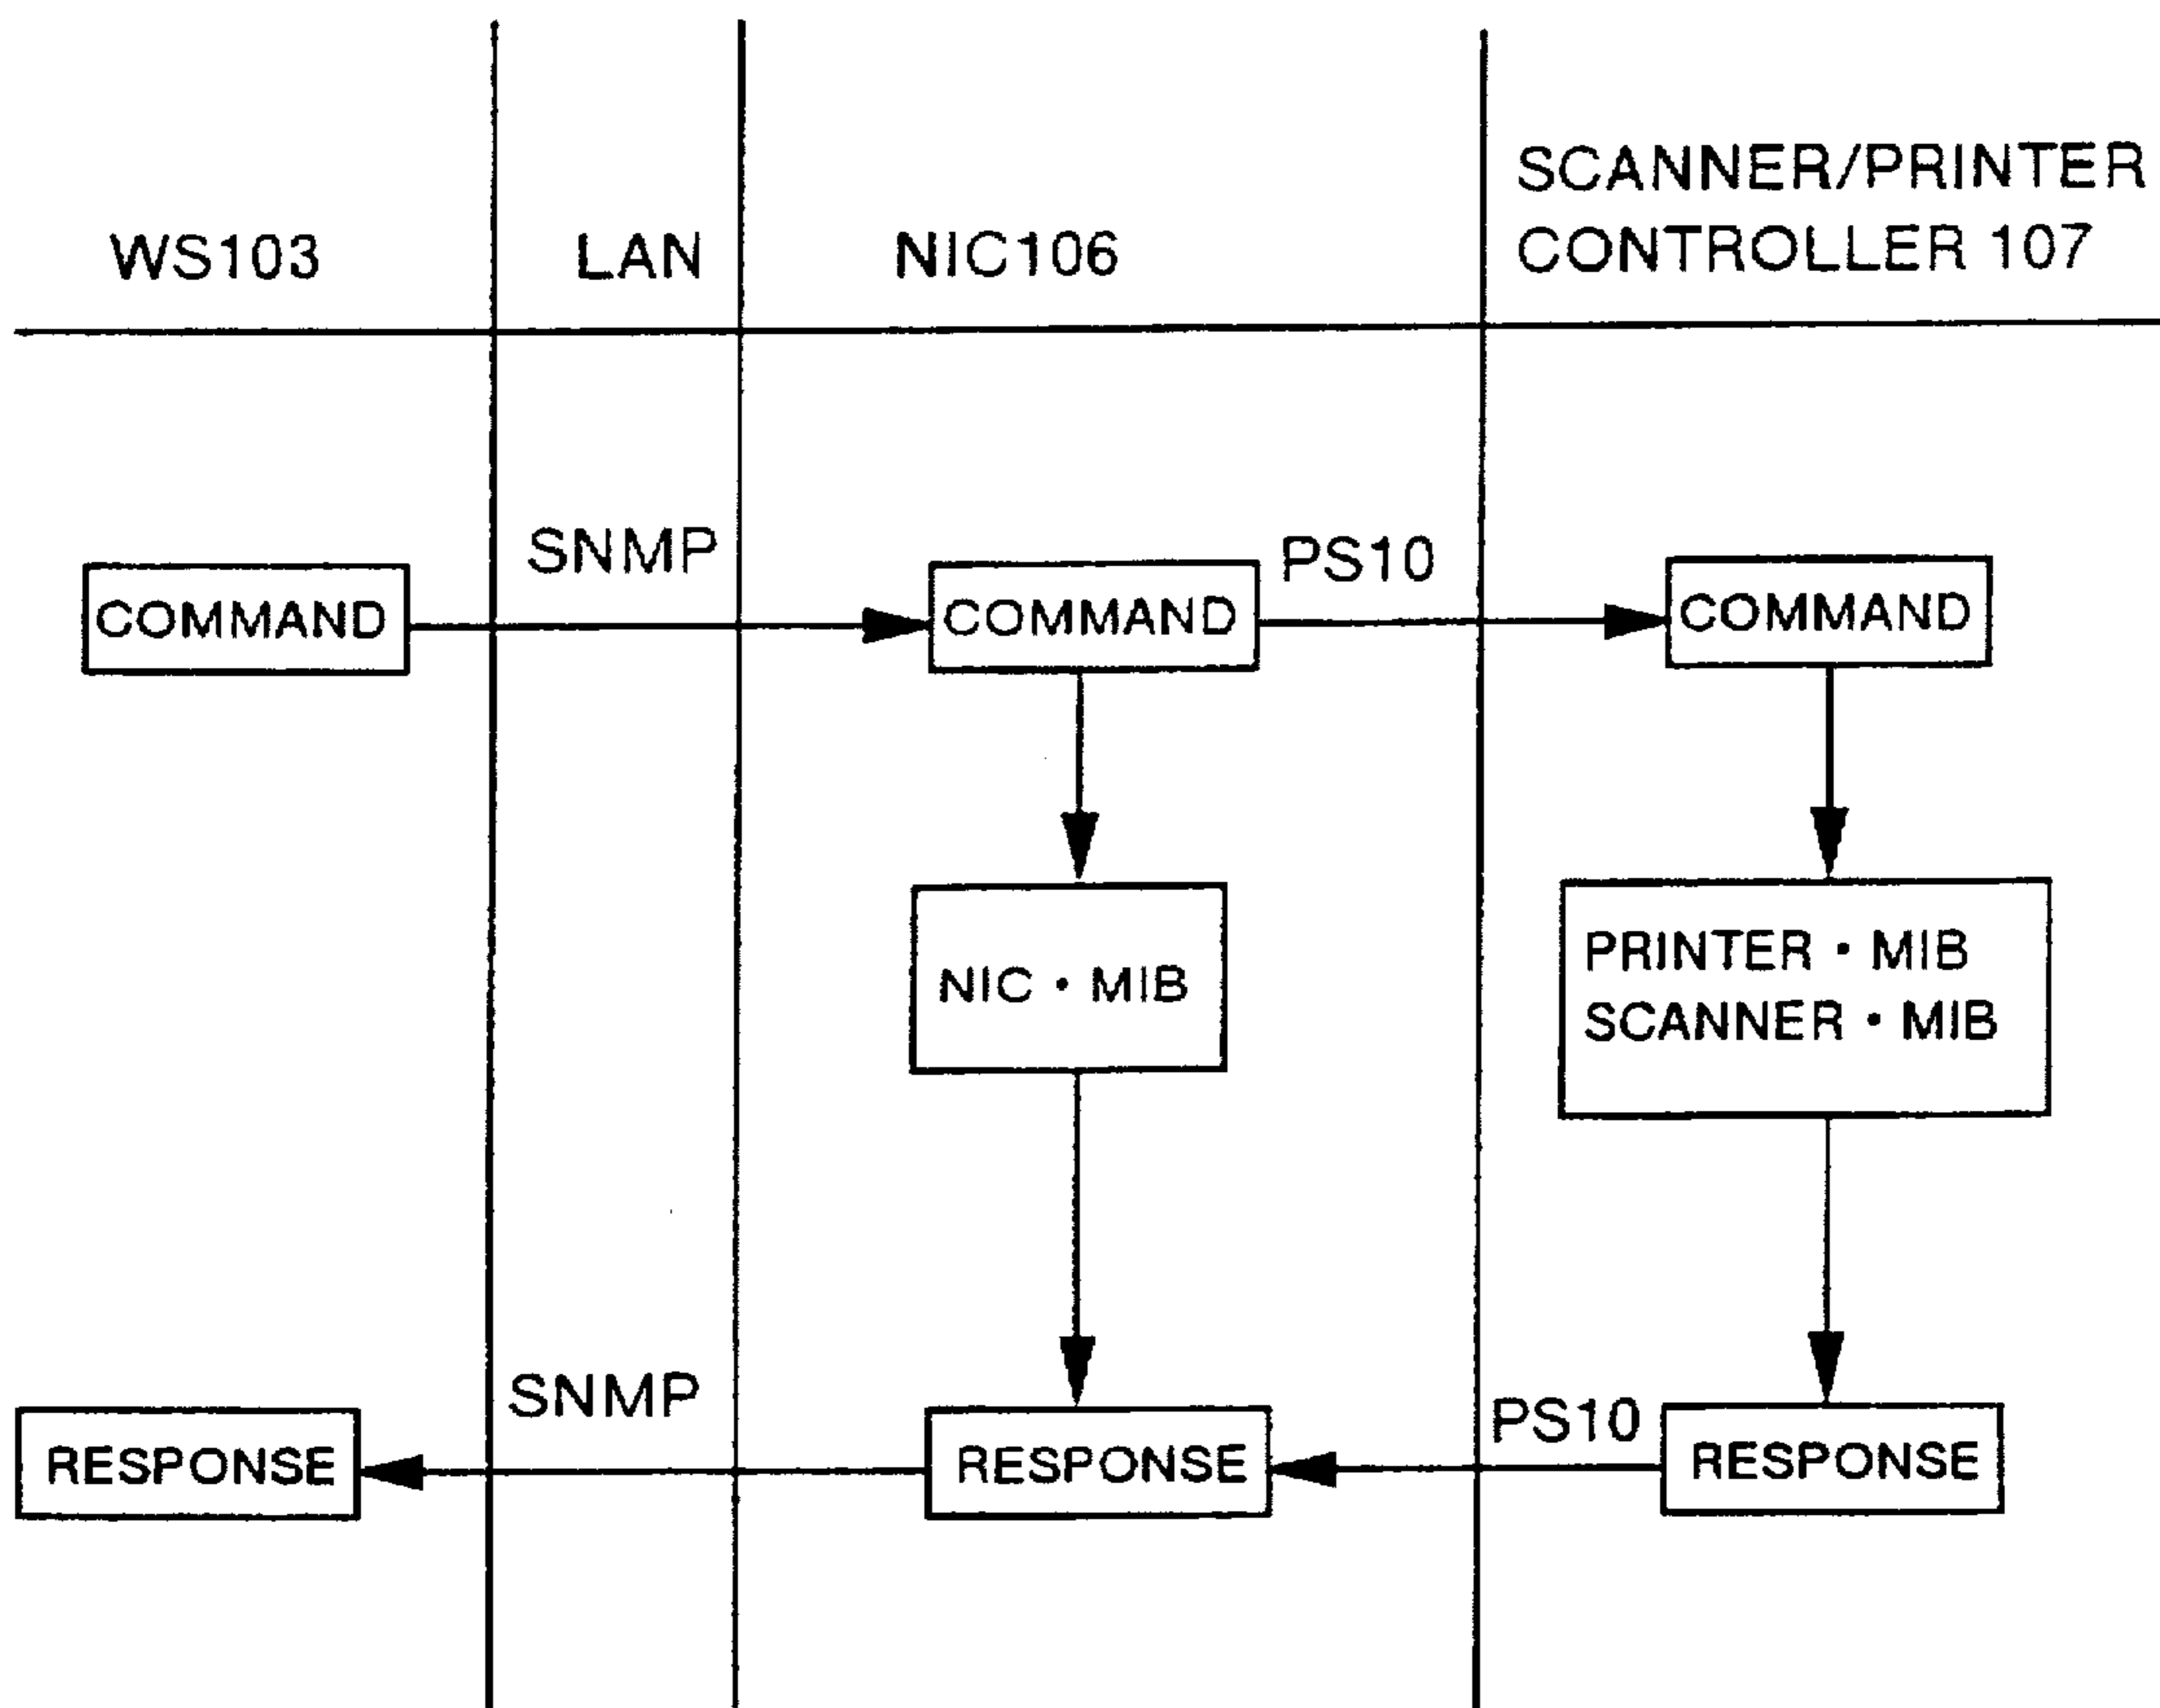 WS103
LAN
NIC106
SCANNER/PRINTER
CONTROLLER 107
SNMP
PS10
COMMAND
COMMAND
COMMAND
NIC・MIB
PRINTER・MIB
SCANNER・MIB
SNMP
PS10
RESPONSE
RESPONSE
RESPONSE